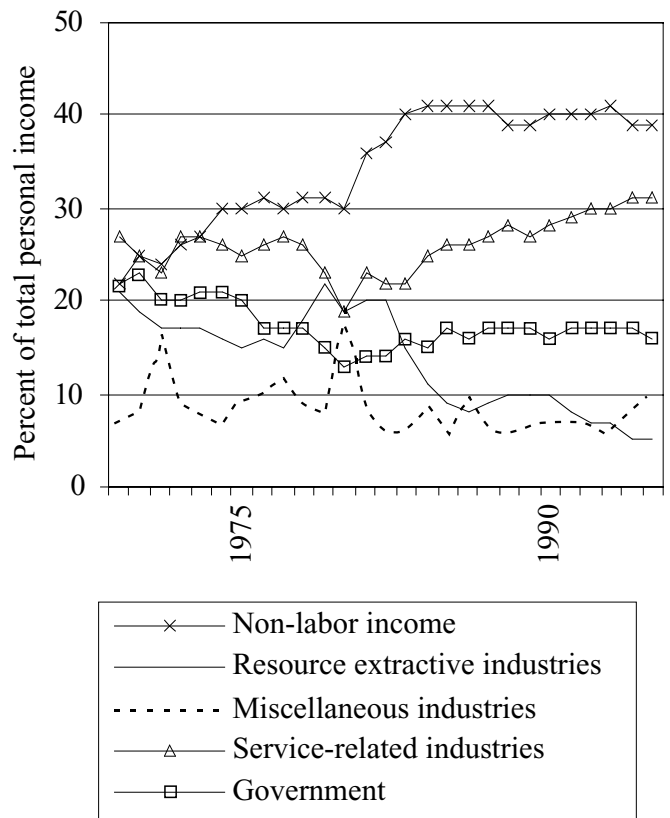 50
40
30
20
10
0
Percent of total personal income
1975
1990
Non-labor income
Resource extractive industries
Miscellaneous industries
Service-related industries
Government